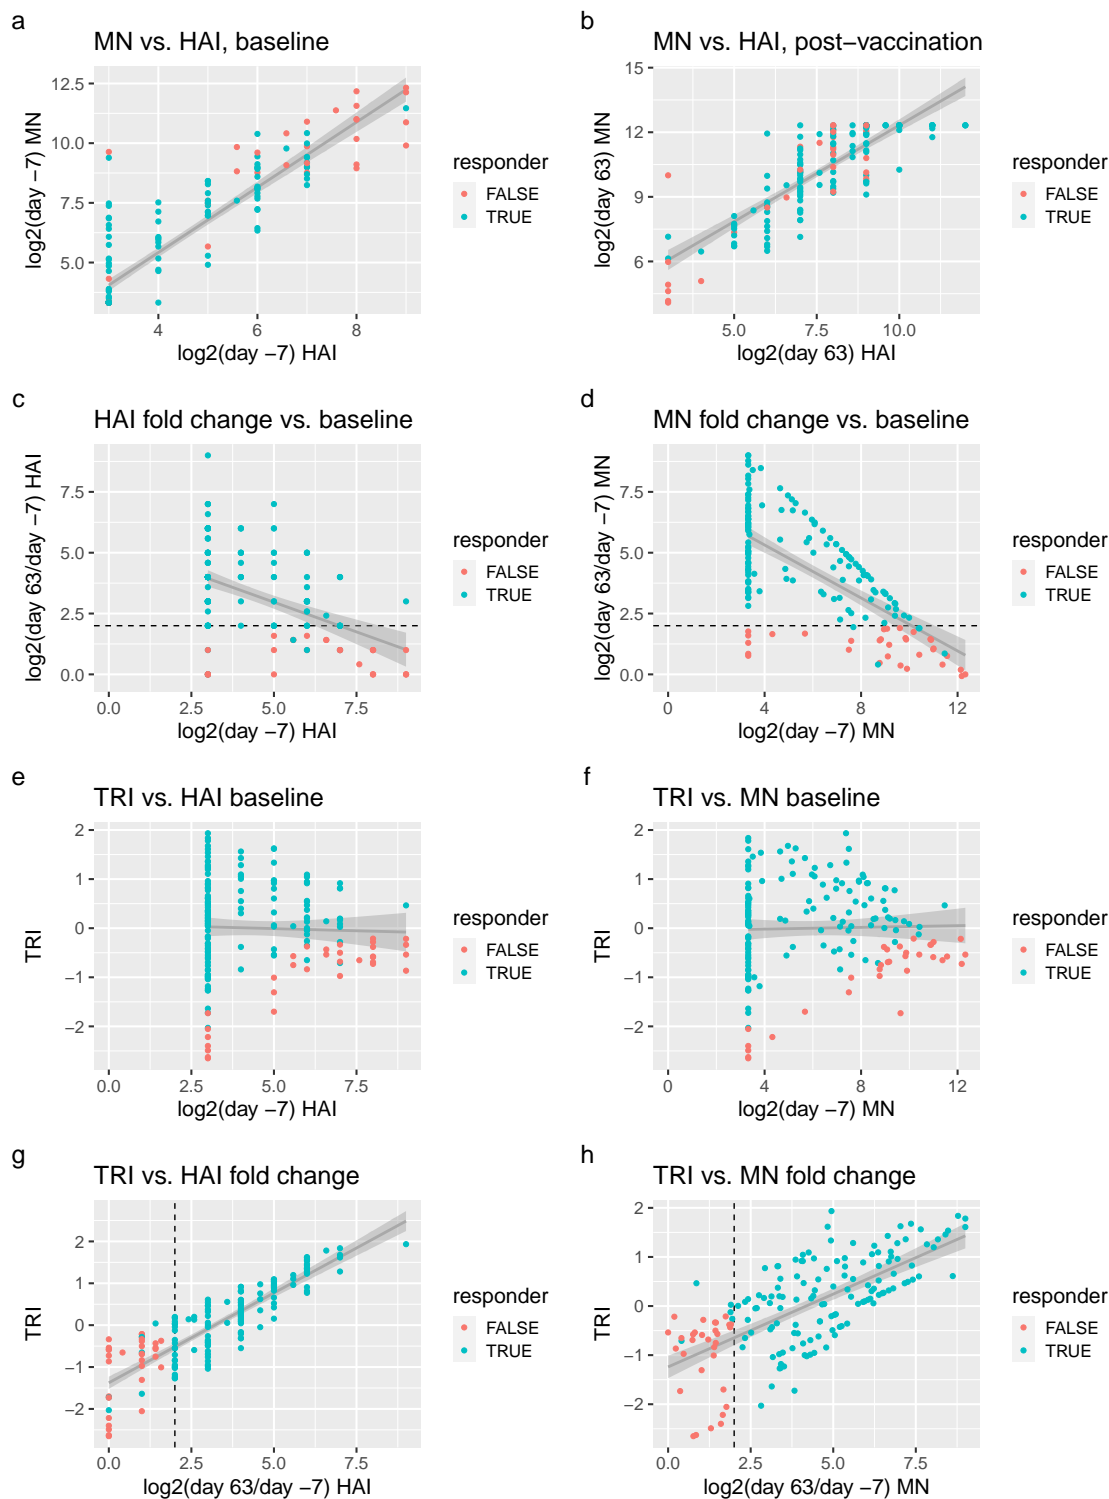 a
MN vs. HAI, baseline
log2(day −7) MN
12.5
10.0
7.5
5.0
4
6
8
log2(day −7) HAI
responder
FALSE
TRUE
b
MN vs. HAI, post−vaccination
log2(day 63) MN
15
12
9
6
5.0
7.5
10.0
log2(day 63) HAI
responder
FALSE
TRUE
c
HAI fold change vs. baseline
log2(day 63/day −7) HAI
7.5
5.0
2.5
0.0
0.0
2.5
5.0
7.5
log2(day −7) HAI
responder
FALSE
TRUE
d
MN fold change vs. baseline
log2(day 63/day −7) MN
7.5
5.0
2.5
0.0
0
4
8
12
log2(day −7) MN
responder
FALSE
TRUE
e
TRI vs. HAI baseline
TRI
2
1
0
−1
−2
0.0
2.5
5.0
7.5
log2(day −7) HAI
responder
FALSE
TRUE
f
TRI vs. MN baseline
TRI
2
1
0
−1
−2
0
4
8
12
log2(day −7) MN
responder
FALSE
TRUE
g
TRI vs. HAI fold change
TRI
2
1
0
−1
−2
0.0
2.5
5.0
7.5
log2(day 63/day −7) HAI
responder
FALSE
TRUE
h
TRI vs. MN fold change
TRI
2
1
0
−1
−2
0.0
2.5
5.0
7.5
log2(day 63/day −7) MN
responder
FALSE
TRUE